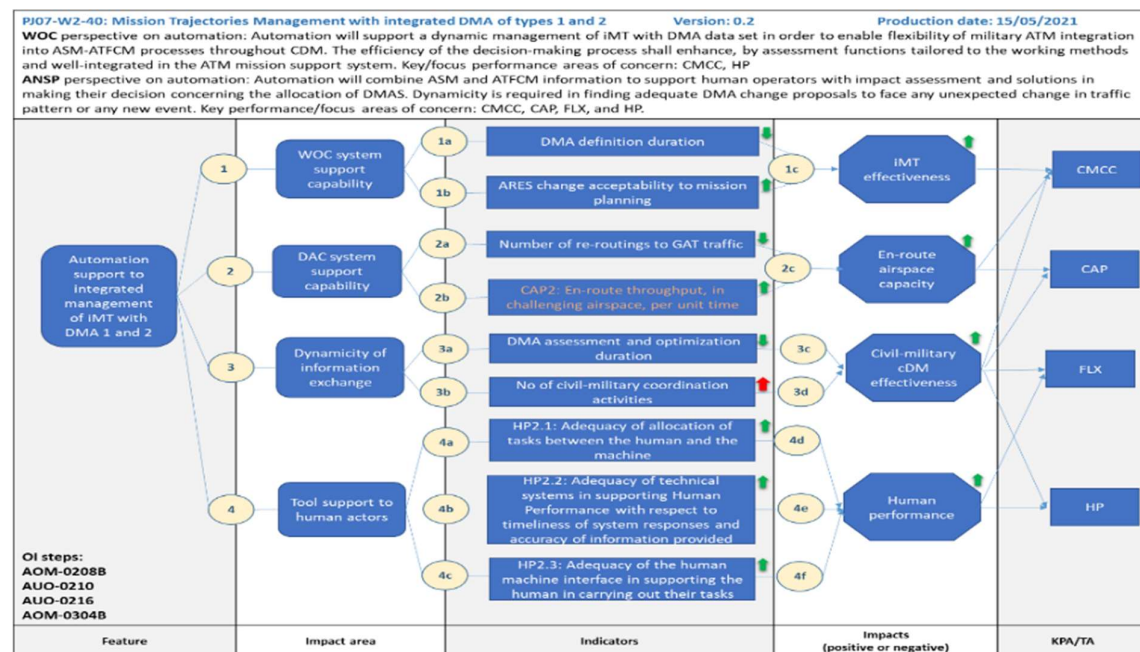 PJ07-W2-40: Mission Trajectories Management with integrated DMA of types 1 and 2 Version: 0.2 Production date: 15/05/2021
WOC perspective on automation: Automation will support a dynamic management of iMT with DMA data set in order to enable flexibility of military ATM integration
into ASM-ATFCM processes throughout CDM. The efficiency of the decision-making process shall enhance, by assessment functions tailored to the working methods
and well-integrated in the ATM mission support system. Key/focus performance areas of concern: CMCC, HP
ANSP perspective on automation: Automation will combine ASM and ATFCM information to support human operators with impact assessment and solutions in
making their decision concerning the allocation of DMAS. Dynamicity is required in finding adequate DMA change proposals to face any unexpected change in traffic
pattern or any new event. Key performance/focus areas of concern: CMCC, CAP, FLX, and HP.
Automation
support to
integrated
management
of iMT with
DMA 1 and 2
1
2
3
4
WOC system
support
capability
DAC system
support
capability
Dynamicity of
information
exchange
Tool support to
human actors
1a
1b
2a
2b
3a
3b
4a
4b
4c
DMA definition duration
ARES change acceptability to mission
planning
Number of re-routings to GAT traffic
CAP2: En-route throughput, in
challenging airspace, per unit time
DMA assessment and optimization
duration
No of civil-military coordination
activities
HP2.1: Adequacy of allocation of
tasks between the human and the
machine
HP2.2: Adequacy of technical
systems in supporting Human
Performance with respect to
timeliness of system responses and
accuracy of information provided
HP2.3: Adequacy of the human
machine interface in supporting the
human in carrying out their tasks
1c
2c
3c
3d
4d
4e
4f
iMT
effectiveness
En-route
airspace
capacity
Civil-military
cDM
effectiveness
Human
performance
CMCC
CAP
FLX
HP
OI steps:
AOM-0208B
AUO-0210
AUO-0216
AOM-0304B
Feature
Impact area
Indicators
Impacts
(positive or negative)
KPA/TA